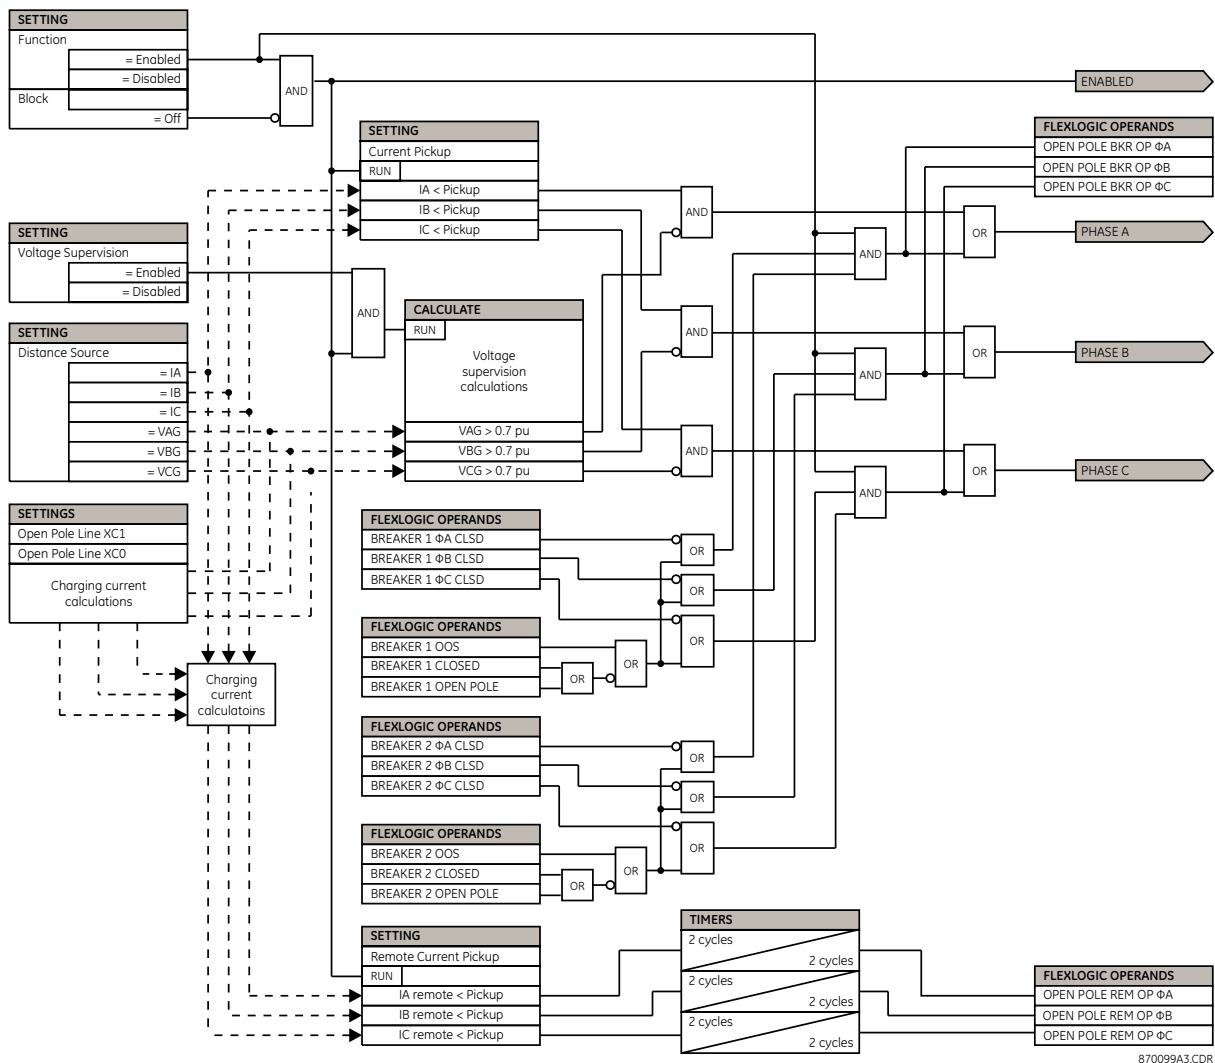 SETTING
Function
= Enabled
= Disabled
Block
= Off
AND
ENABLED
SETTING
Current Pickup
RUN
IA < Pickup
IB < Pickup
IC < Pickup
FLEXLOGIC OPERANDS
OPEN POLE BKR OP ΦA
OPEN POLE BKR OP ΦB
OPEN POLE BKR OP ΦC
SETTING
Voltage Supervision
= Enabled
= Disabled
AND
AND
AND
OR
PHASE A
SETTING
Distance Source
= IA
= IB
= IC
= VAG
= VBG
= VCG
CALCULATE
RUN
Voltage
supervision
calculations
VAG > 0.7 pu
VBG > 0.7 pu
VCG > 0.7 pu
AND
AND
OR
PHASE B
AND
AND
OR
PHASE C
SETTINGS
Open Pole Line XC1
Open Pole Line XC0
Charging current
calculations
FLEXLOGIC OPERANDS
BREAKER 1 ΦA CLSD
BREAKER 1 ΦB CLSD
BREAKER 1 ΦC CLSD
OR
OR
OR
FLEXLOGIC OPERANDS
BREAKER 1 OOS
BREAKER 1 CLOSED
BREAKER 1 OPEN POLE
OR
OR
Charging
current
calculatoins
FLEXLOGIC OPERANDS
BREAKER 2 ΦA CLSD
BREAKER 2 ΦB CLSD
BREAKER 2 ΦC CLSD
OR
OR
OR
FLEXLOGIC OPERANDS
BREAKER 2 OOS
BREAKER 2 CLOSED
BREAKER 2 OPEN POLE
OR
OR
SETTING
Remote Current Pickup
RUN
IA remote < Pickup
IB remote < Pickup
IC remote < Pickup
TIMERS
2 cycles
2 cycles
2 cycles
2 cycles
2 cycles
2 cycles
FLEXLOGIC OPERANDS
OPEN POLE REM OP ΦA
OPEN POLE REM OP ΦB
OPEN POLE REM OP ΦC
870099A3.CDR